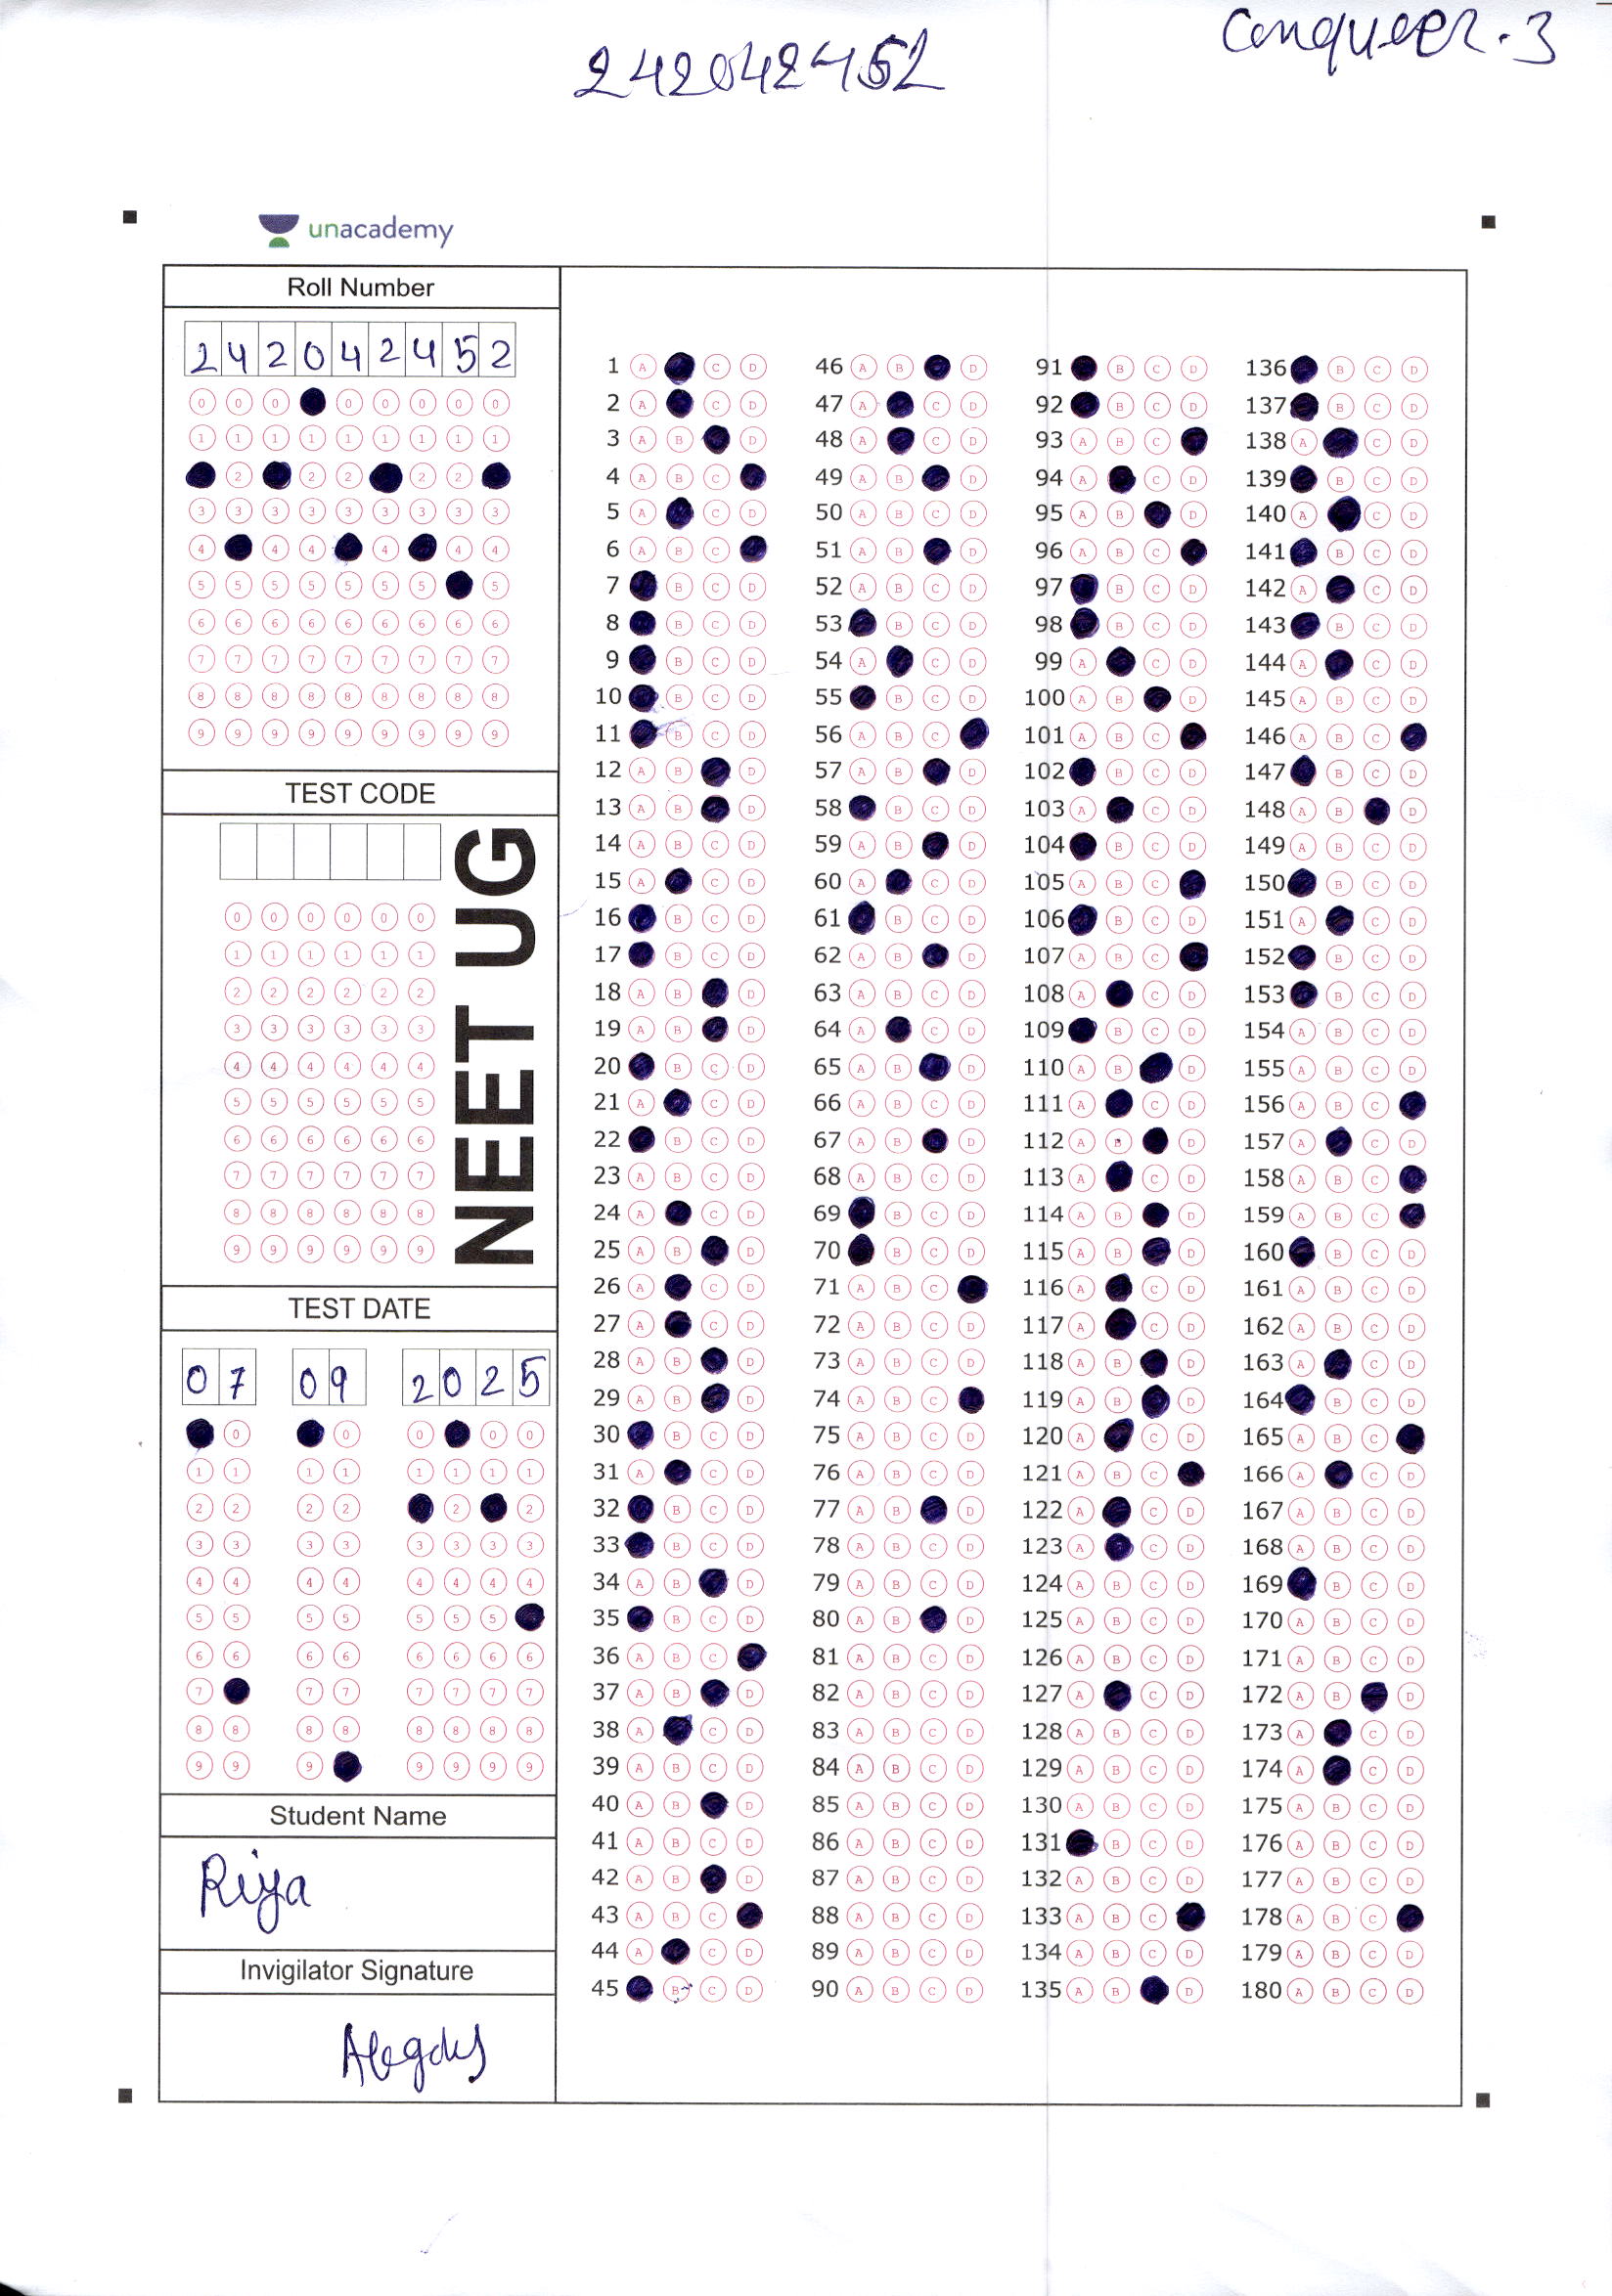 conqueer.3
242042452
unacademy
Roll Number
2 4 2 0 4 2 4 5 2
TEST CODE
NEET UG
TEST DATE
07 09 2025
Student Name
Riya
Invigilator Signature
1 A C D
2 A C D
3 A B D
4 A B C
5 A C D
6 A B C
7 B C D
8 B C D
9 B C D
10 B C D
11 B C D
12 A B D
13 A B D
14 A B C D
15 A C D
16 B C D
17 B C D
18 A B D
19 A B D
20 B C D
21 A C D
22 B C D
23 A B C D
24 A C D
25 A B D
26 A C D
27 A C D
28 A B D
29 A B D
30 B C D
31 A C D
32 B C D
33 B C D
34 A B D
35 B C D
36 A B C
37 A B D
38 A C D
39 A B C D
40 A B D
41 A B C D
42 A B D
43 A B C
44 A C D
45 B C D
46 A B D
47 A C D
48 A C D
49 A B D
50 A B C D
51 A B D
52 A B C D
53 B C D
54 A C D
55 B C D
56 A B C
57 A B D
58 B C D
59 A B D
60 A C D
61 B C D
62 A B D
63 A B C D
64 A C D
65 A B D
66 A B C D
67 A B D
68 A B C D
69 B C D
70 B C D
71 A B C
72 A B C D
73 A B C D
74 A B C
75 A B C D
76 A B C D
77 A B D
78 A B C D
79 A B C D
80 A B D
81 A B C D
82 A B C D
83 A B C D
84 A B C D
85 A B C D
86 A B C D
87 A B C D
88 A B C D
89 A B C D
90 A B C D
91 B C D
92 B C D
93 A B C
94 A C D
95 A B D
96 A B C
97 B C D
98 B C D
99 A C D
100 A B D
101 A B C
102 B C D
103 A C D
104 B C D
105 A B C
106 B C D
107 A B C
108 A C D
109 B C D
110 A B D
111 A C D
112 A B D
113 A C D
114 A B D
115 A B D
116 A C D
117 A C D
118 A B D
119 A B D
120 A C D
121 A B C
122 A C D
123 A C D
124 A B C D
125 A B C D
126 A B C D
127 A C D
128 A B C D
129 A B C D
130 A B C D
131 B C D
132 A B C D
133 A B C
134 A B C D
135 A B D
136 B C D
137 B C D
138 A C D
139 B C D
140 A C D
141 B C D
142 A C D
143 B C D
144 A C D
145 A B C D
146 A B C
147 B C D
148 A B D
149 A B C D
150 B C D
151 A C D
152 B C D
153 B C D
154 A B C D
155 A B C D
156 A B C
157 A C D
158 A B C
159 A B C
160 B C D
161 A B C D
162 A B C D
163 A C D
164 B C D
165 A B C
166 A C D
167 A B C D
168 A B C D
169 B C D
170 A B C D
171 A B C D
172 A B D
173 A C D
174 A C D
175 A B C D
176 A B C D
177 A B C D
178 A B C
179 A B C D
180 A B C D